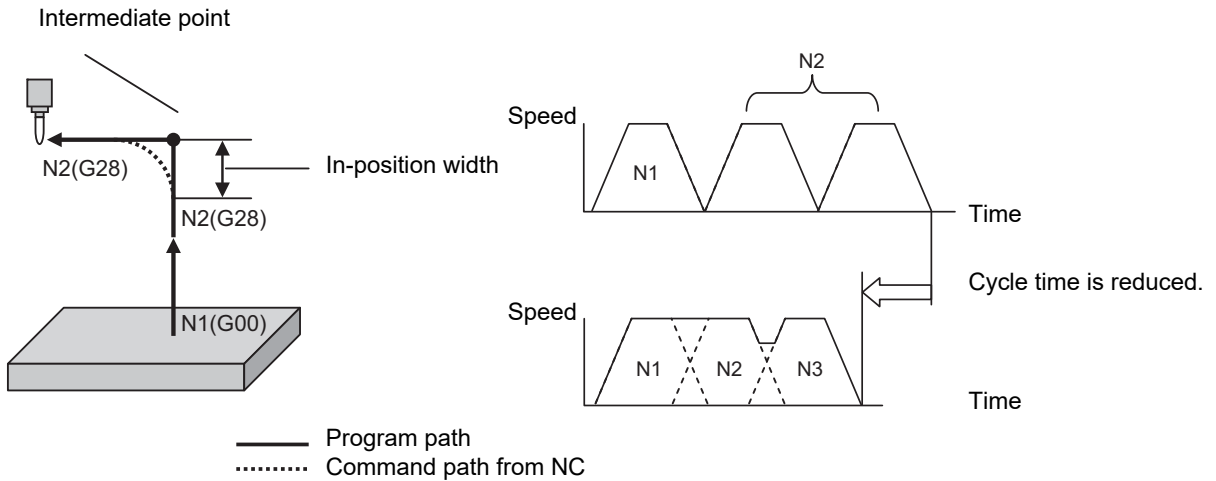 Intermediate point
N2(G28)
In-position width
N2(G28)
N1(G00)
N2
Speed
N1
Time
Cycle time is reduced.
Speed
N1
N2
N3
Time
Program path
Command path from NC